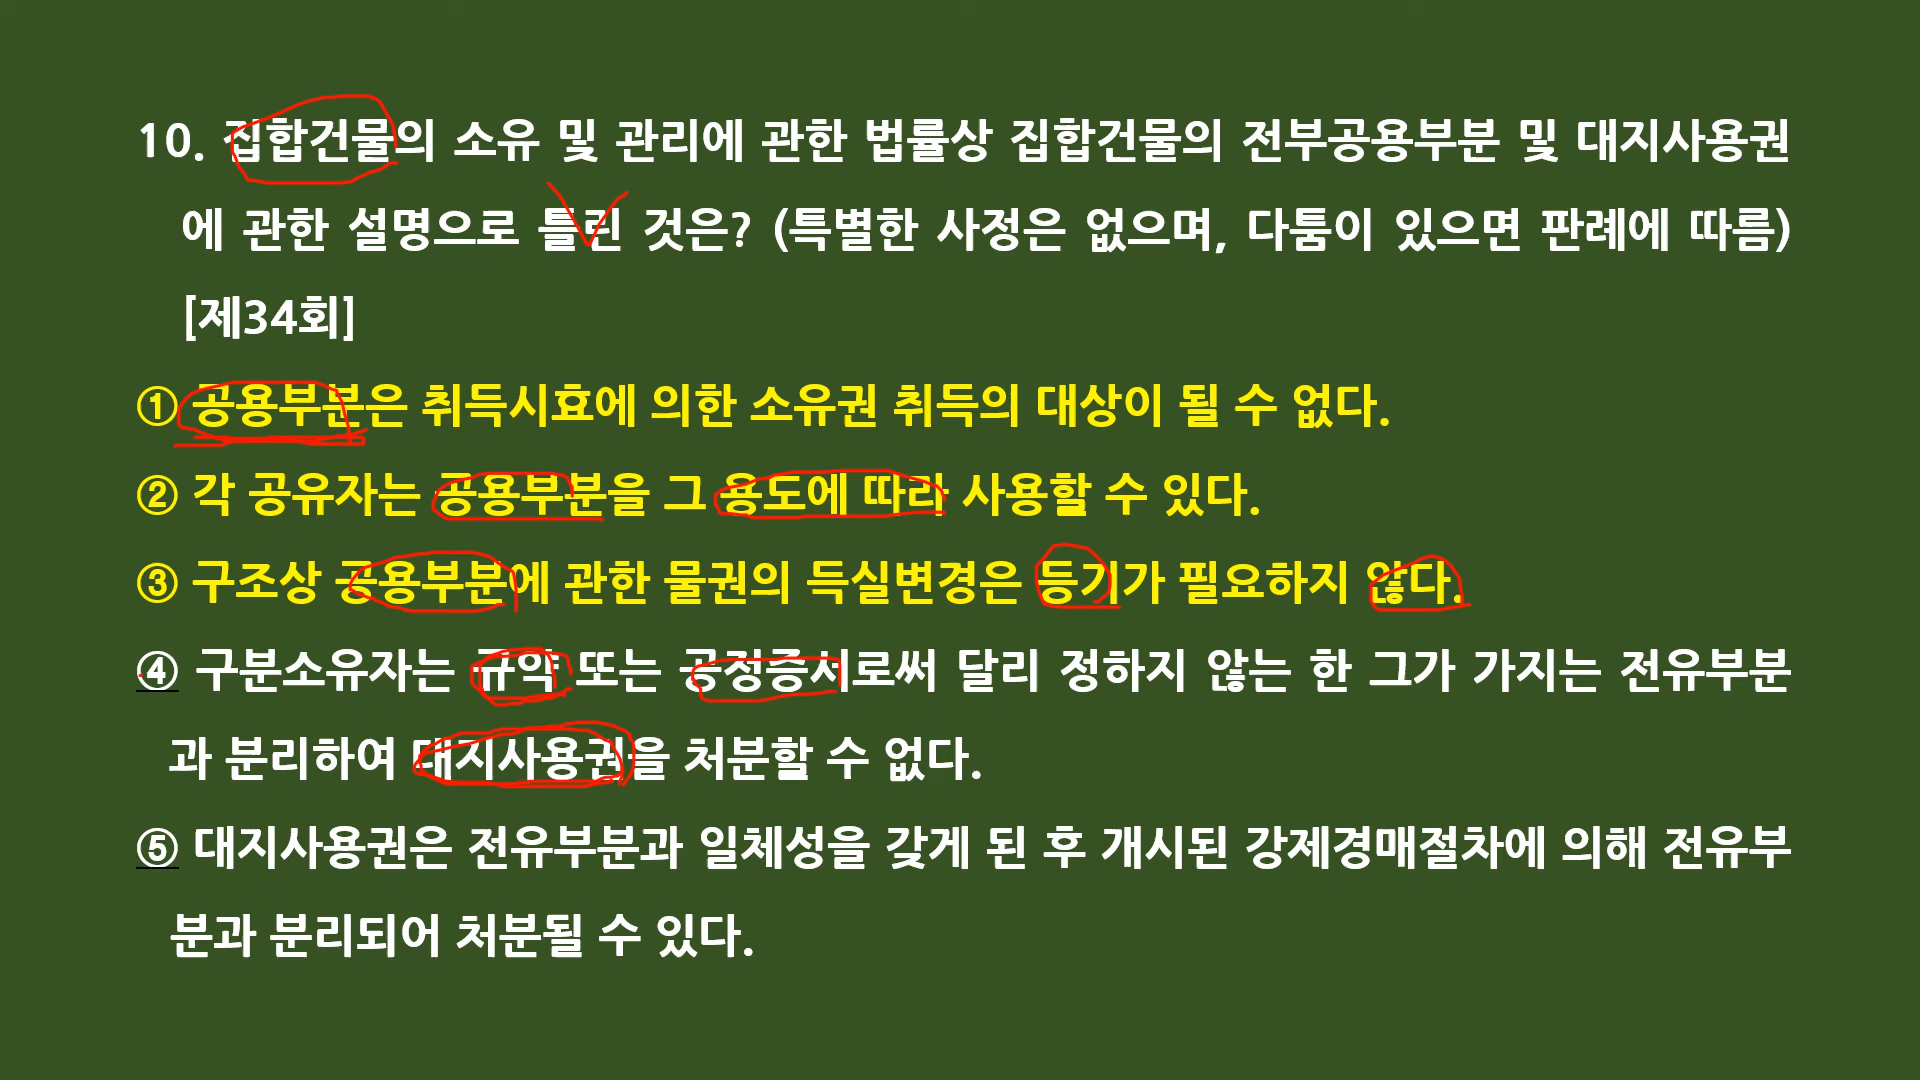 10. 집합건물의 소유 및 관리에 관한 법률상 집합건물의 전부공용부분 및 대지사용권
에 관한 설명으로 틀린 것은? (특별한 사정은 없으며, 다툼이 있으면 판례에 따름)
[제34회]
① 공용부분은 취득시효에 의한 소유권 취득의 대상이 될 수 없다.
② 각 공유자는 공용부분을 그 용도에 따라 사용할 수 있다.
③ 구조상 공용부분에 관한 물권의 득실변경은 등기가 필요하지 않다.
④ 구분소유자는 규약 또는 공정증서로써 달리 정하지 않는 한 그가 가지는 전유부분
과 분리하여 대지사용권을 처분할 수 없다.
⑤ 대지사용권은 전유부분과 일체성을 갖게 된 후 개시된 강제경매절차에 의해 전유부
분과 분리되어 처분될 수 있다.